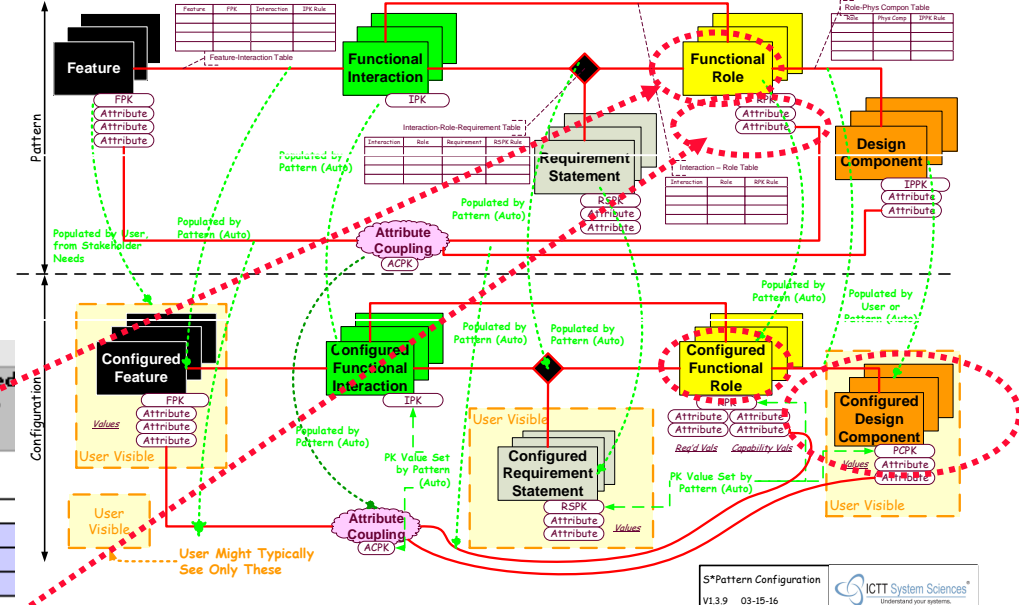 Feature
FPK
Interaction
IPK Rule
Feature-Interaction Table
Role-Phys Compon Table
Role
Phys Comp
IPPK Rule
Feature
FPK
Attribute
Attribute
Attribute
Functional
Interaction
IPK
Functional
Role
RPK
Attribute
Attribute
Interaction-Role-Requirement Table
Interaction
Role
Requirement
RSPK Rule
Requirement
Statement
RSPK
Attribute
Attribute
Interaction – Role Table
Interaction
Role
RPK Rule
Design
Component
IPPK
Attribute
Attribute
Pattern
Populated by
Pattern (Auto)
Populated by
Pattern (Auto)
Populated by User,
from Stakeholder
Needs
Populated by
Pattern (Auto)
Attribute
Coupling
ACPK
Populated by
Pattern (Auto)
Populated by
User or
Pattern (Auto)
Populated by
Pattern (Auto)
Populated by
Pattern (Auto)
Configuration
Configured
Feature
FPK
Attribute
Attribute
Attribute
Values
User Visible
Configured
Functional
Interaction
IPK
Populated by
Pattern (Auto)
PK Value Set
by Pattern
(Auto)
User Visible
Configured
Requirement
Statement
RSPK
Attribute
Attribute
Values
Configured
Functional
Role
Attribute
Attribute
Attribute
Attribute
Req'd Vals
Capability Vals
PK Value Set by
Pattern (Auto)
Configured
Design
Component
PCPK
Attribute
Attribute
Values
User Visible
User
Visible
User Might Typically
See Only These
Attribute
Coupling
ACPK
S*Pattern Configuration
V1.3.9 03-15-16
ICTT System Sciences
Understand your systems.